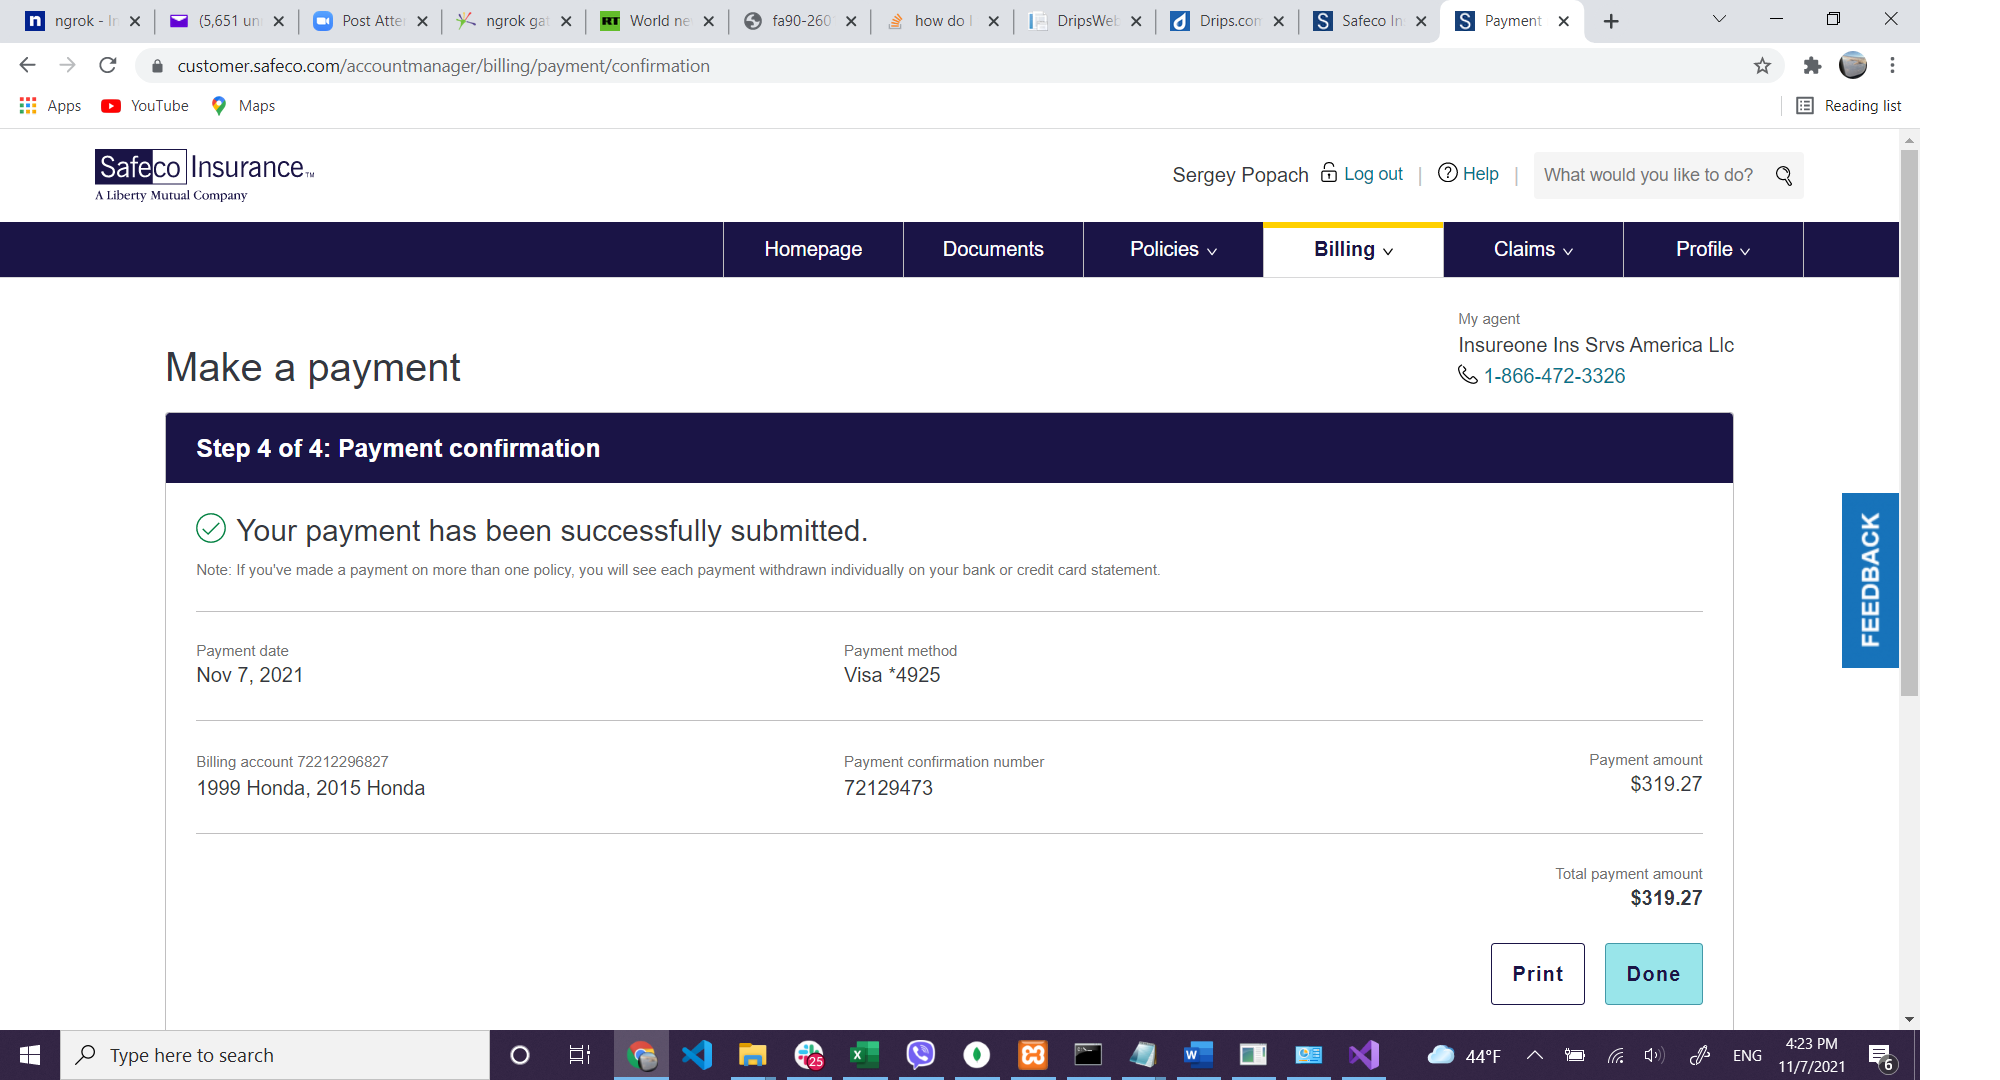 ngrok - In
(5,651 un
Post Atte
ngrok gat
World ne
fa90-260
how do I
DripsWeb
Drips.com
Safeco In
Payment
customer.safeco.com/accountmanager/billing/payment/confirmation
Apps
YouTube
Maps
Reading list
Safeco Insurance™
A Liberty Mutual Company
Sergey Popach
Log out
Help
What would you like to do?
Homepage
Documents
Policies
Billing
Claims
Profile
My agent
Insureone Ins Srvs America Llc
1-866-472-3326
Make a payment
Step 4 of 4: Payment confirmation
Your payment has been successfully submitted.
Note: If you've made a payment on more than one policy, you will see each payment withdrawn individually on your bank or credit card statement.
FEEDBACK
Payment date
Nov 7, 2021
Payment method
Visa *4925
Billing account 72212296827
1999 Honda, 2015 Honda
Payment confirmation number
72129473
Payment amount
$319.27
Total payment amount
$319.27
Print
Done
Type here to search
25
44°F
ENG
4:23 PM
11/7/2021
6